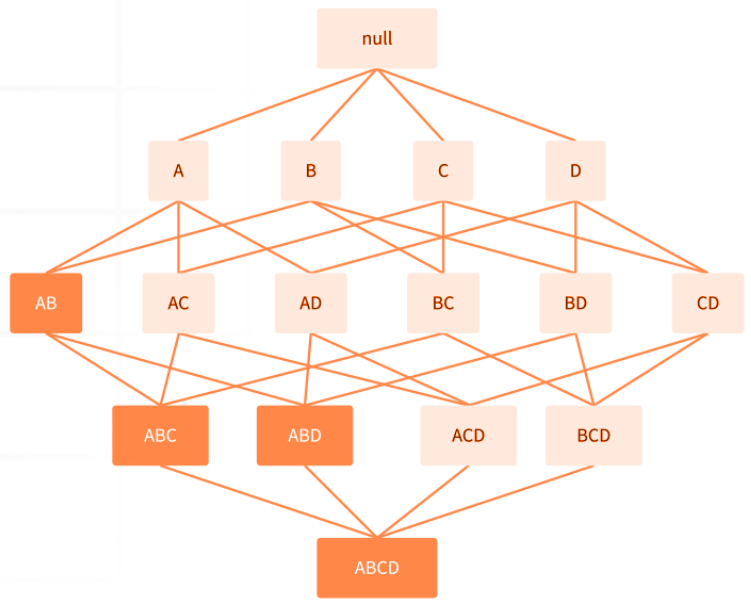 null
A B C D
AB AC AD BC BD CD
ABC ABD ACD BCD
ABCD